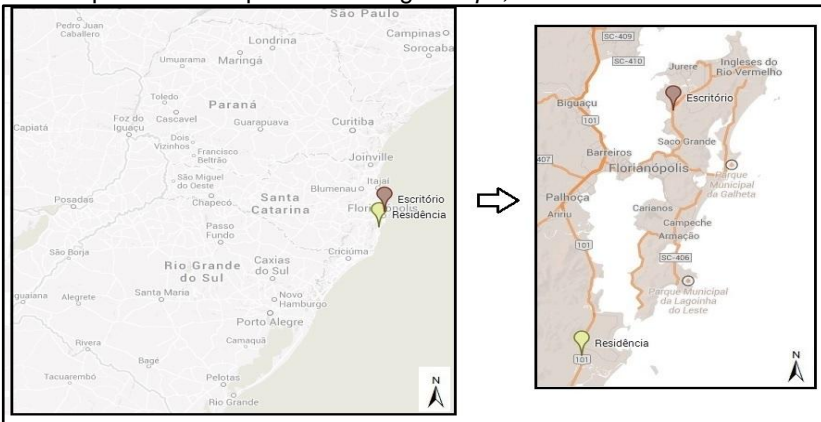 São Paulo
Pedro Juan
Caballero
Londrina
Campinas
Sorocaba
Umuarama
Maringá
Toledo
Paraná
Foz do
Iguaçu
Cascavel
Guarapuava
Capiatá
Curitiba
Dois
Vizinhos
Francisco
Beltrão
Joinville
São Miguel
do Oeste
Blumenau
Itajaí
Chapecó
Santa
Catarina
Escritório
Florianópolis
Residência
Posadas
Passo
Fundo
São Borja
Criciúma
Rio Grande
do Sul
Caxias
do Sul
uguaiana
Alegrete
Santa Maria
Novo
Hamburgo
Porto Alegre
Rivera
Camaquã
Bagé
Tacuarembó
Pelotas
Rio Grande
N
SC-409
SC-410
Jurere
Ingleses do
Rio Vermelho
Escritório
Biguaçu
101
Saco Grande
Barreiros
407
Florianópolis
Parque
Municipal
da Galheta
Palhoça
Aririu
Carianos
Campeche
Armação
101
SC-406
Parque Municipal
da Lagoinha
do Leste
Residência
101
N